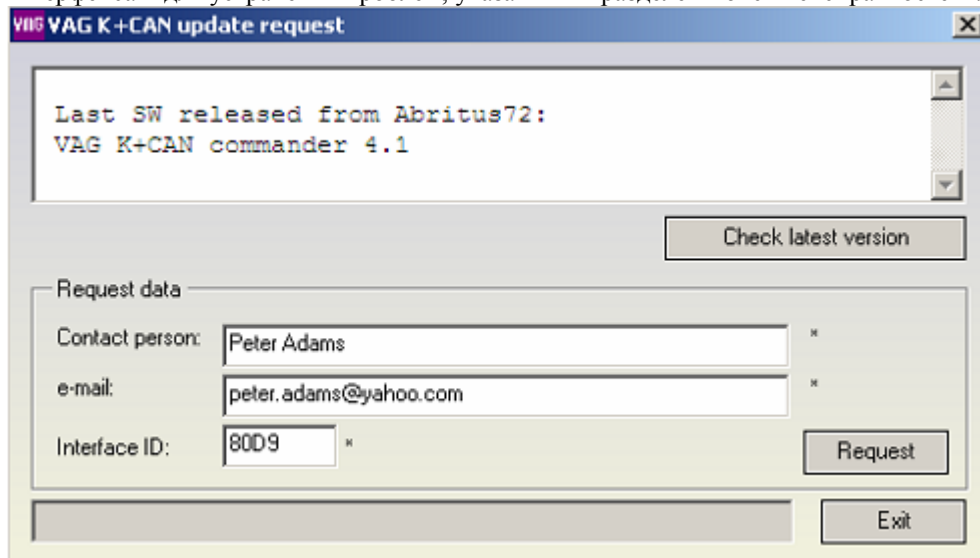 VAG K+CAN update request
Last SW released from Abritus72:
VAG K+CAN commander 4.1
Check latest version
Request data
Contact person: Peter Adams *
e-mail: peter.adams@yahoo.com *
Interface ID: 80D9 *
Request
Exit